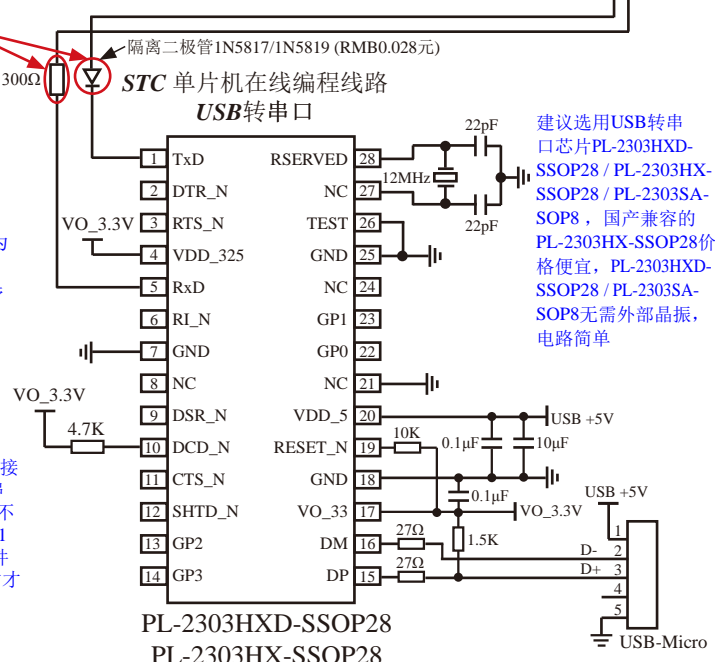 隔离二极管1N5817/1N5819 (RMB0.028元)
300Ω
STC 单片机在线编程线路
USB转串口
22pF
12MHz
22pF
建议选用USB转串
口芯片PL-2303HXD-
SSOP28 / PL-2303HX-
SSOP28 / PL-2303SA-
SOP8 ，国产兼容的
PL-2303HX-SSOP28价
格便宜，PL-2303HXD-
SSOP28 / PL-2303SA-
SOP8无需外部晶振，
电路简单
1 TxD
2 DTR_N
3 RTS_N
4 VDD_325
5 RxD
6 RI_N
7 GND
8 NC
9 DSR_N
10 DCD_N
11 CTS_N
12 SHTD_N
13 GP2
14 GP3
RSERVED 28
NC 27
TEST 26
GND 25
NC 24
GP1 23
GP0 22
NC 21
VDD_5 20
RESET_N 19
GND 18
VO_33 17
DM 16
DP 15
VO_3.3V
VO_3.3V
4.7K
接
不
1
件
才
10K
0.1μF
10μF
USB +5V
0.1μF
VO_3.3V
27Ω
1.5K
27Ω
USB +5V
D-
D+
1
2
3
4
5
USB-Micro
PL-2303HXD-SSOP28
PL-2303HX-SSOP28